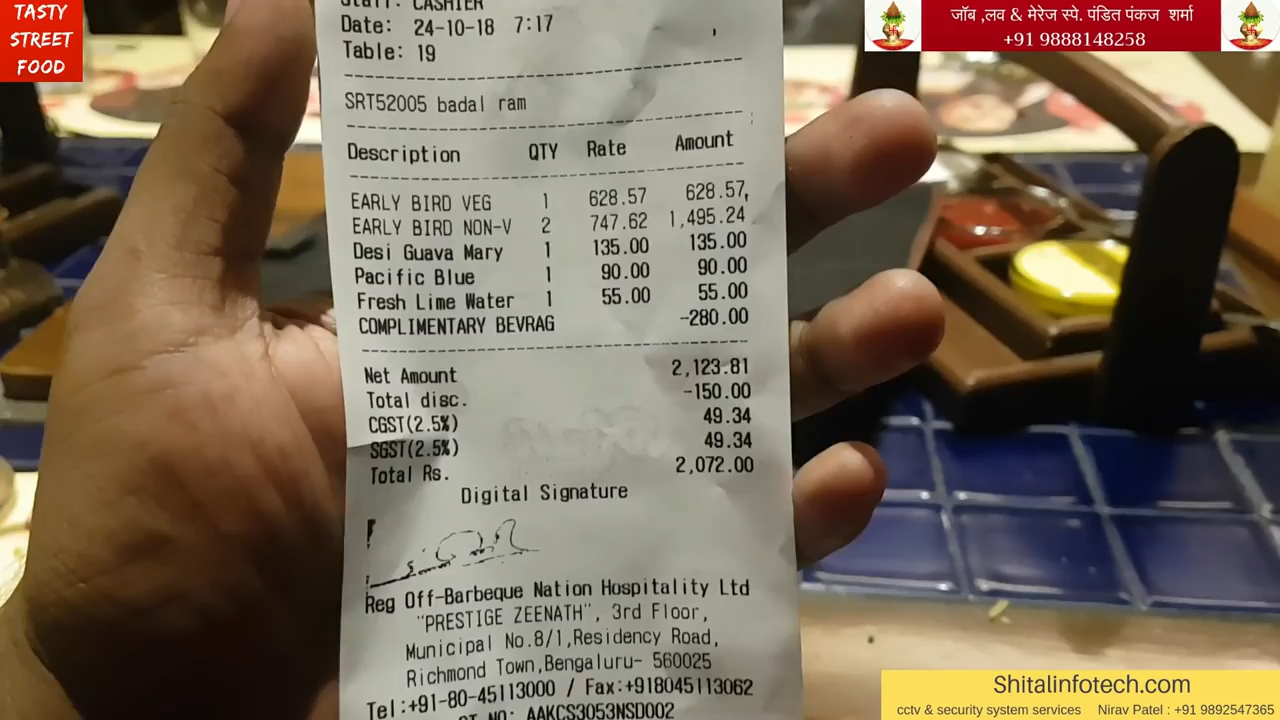 TASTY
STREET
FOOD
जॉब ,लव & मेरेज स्पे. पंडित पंकज शर्मा
+91 9888148258
Staff: CASHIER
Date: 24-10-18 7:17
Table: 19
SRT52005 badal ram
Description QTY Rate Amount
EARLY BIRD VEG 1 628.57 628.57
EARLY BIRD NON-V 2 747.62 1,495.24
Desi Guava Mary 1 135.00 135.00
Pacific Blue 1 90.00 90.00
Fresh Lime Water 1 55.00 55.00
COMPLIMENTARY BEVRAG -280.00
Net Amount 2,123.81
Total disc. -150.00
CGST(2.5%) 49.34
SGST(2.5%) 49.34
Total Rs. 2,072.00
Digital Signature
Reg Off-Barbeque Nation Hospitality Ltd
"PRESTIGE ZEENATH", 3rd Floor,
Municipal No.8/1,Residency Road,
Richmond Town,Bengaluru- 560025
Tel:+91-80-45113000 / Fax:+918045113062
NO: AAKCS3053NSD002
Shitalinfotech.com
cctv & security system services Nirav Patel : +91 9892547365